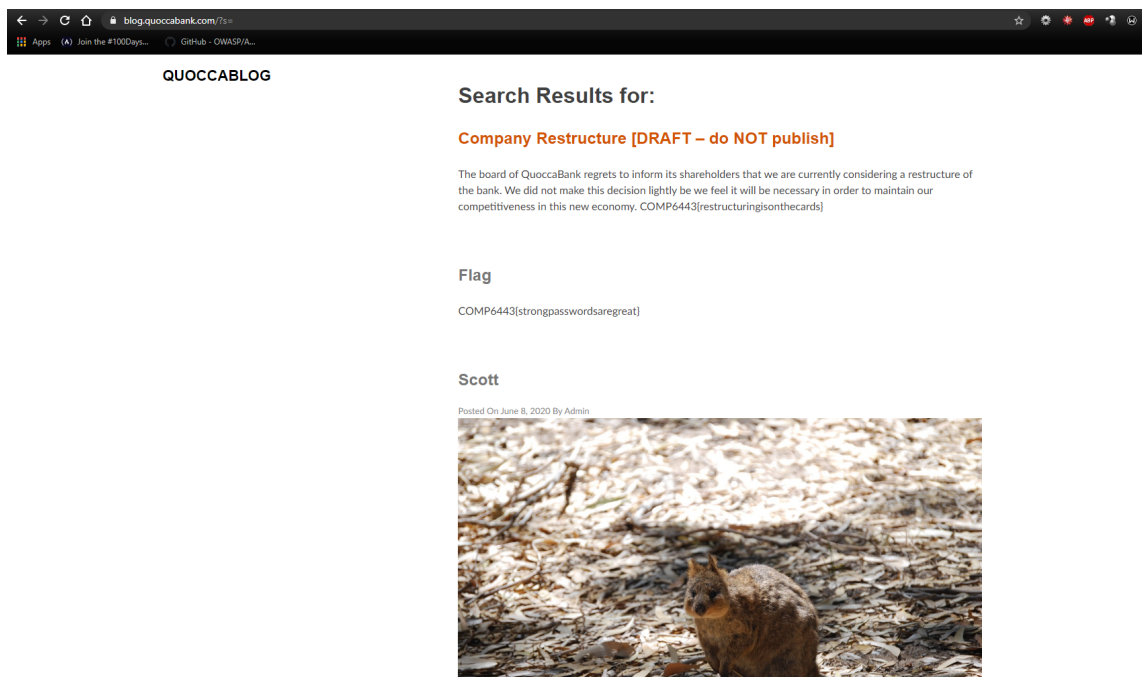 blog.quoccabank.com/?s=
Apps (A) Join the #100Days... GitHub - OWASP/A...
QUOCCABLOG
Search Results for:
Company Restructure [DRAFT – do NOT publish]
The board of QuoccaBank regrets to inform its shareholders that we are currently considering a restructure of
the bank. We did not make this decision lightly be we feel it will be necessary in order to maintain our
competitiveness in this new economy. COMP6443{restructuringisonthecards}
Flag
COMP6443{strongpasswordsaregreat}
Scott
Posted On June 8, 2020 By Admin